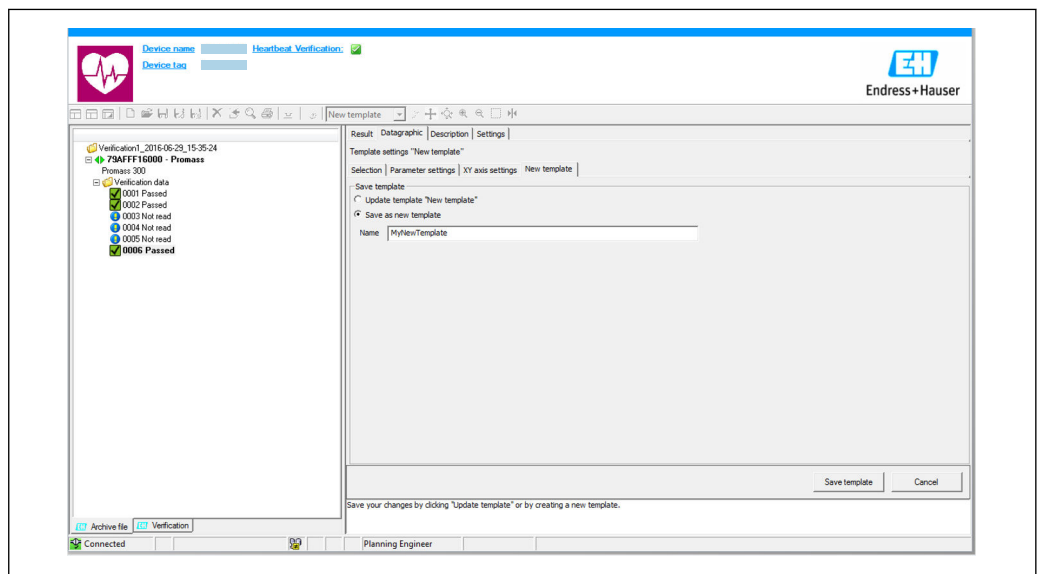 Device name Heartbeat Verification:
Device tag
Endress+Hauser
New template
Result Datagraphic Description Settings
Verification1_2016-06-29_15-35-24
Template settings "New template"
79AFFF16000 - Promass
Promass 300
Selection Parameter settings XY axis settings New template
Verification data
Save template
0001 Passed
Update template "New template"
0002 Passed
0003 Not read
Save as new template
0004 Not read
Name MyNewTemplate
0005 Not read
0006 Passed
Save template Cancel
Save your changes by clicking "Update template" or by creating a new template.
Archive file Verification
Connected Planning Engineer